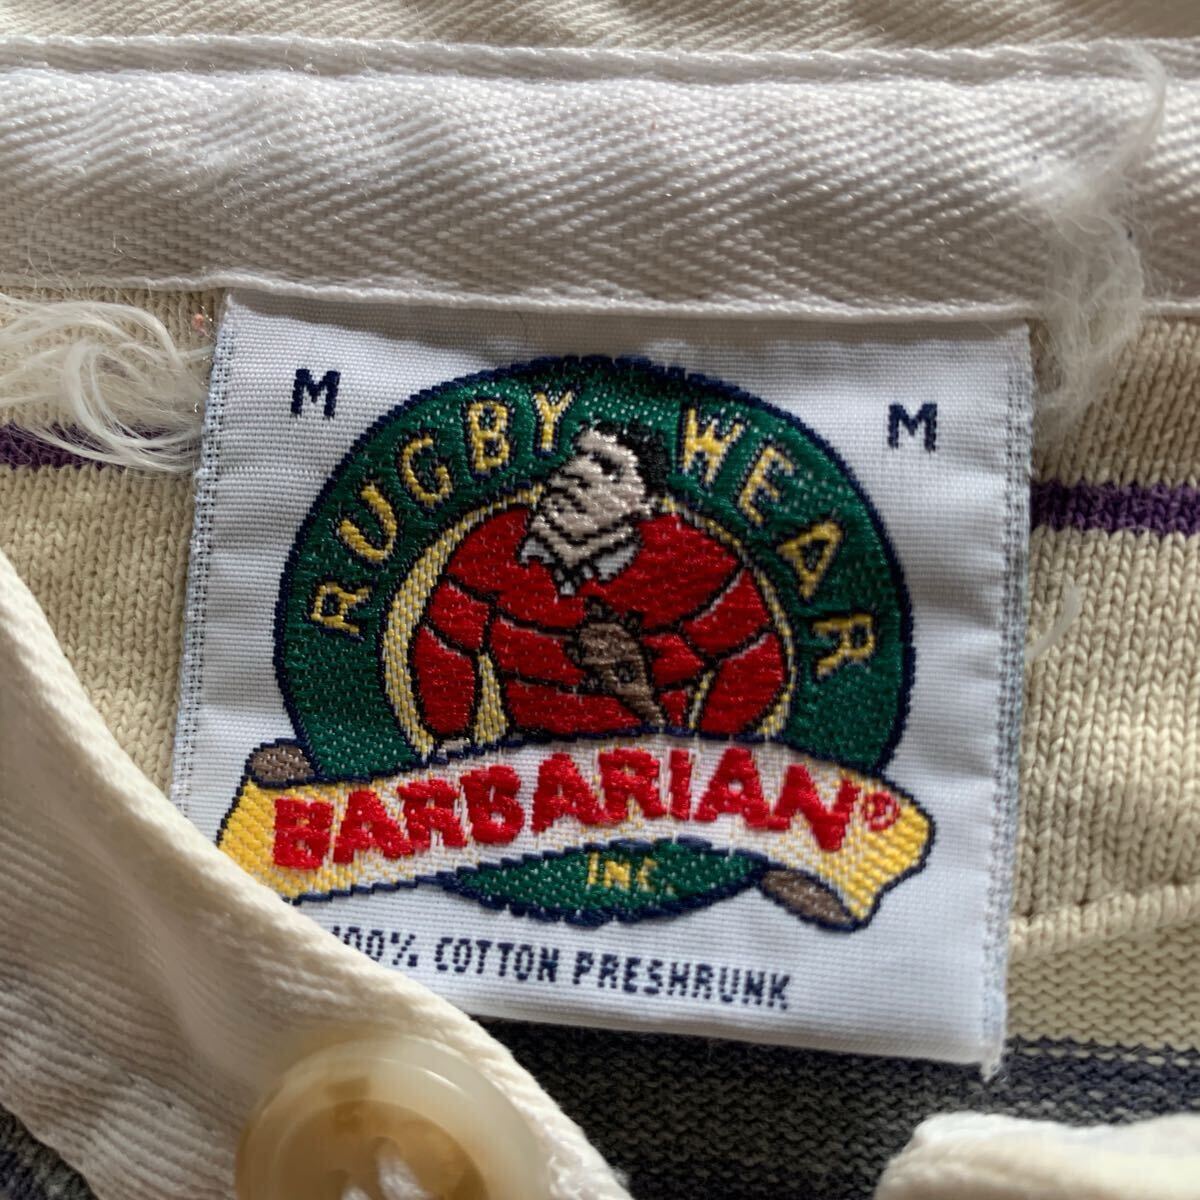 M M
RUGBY WEAR
BARBARIAN®
INC.
100% COTTON PRESHRUNK